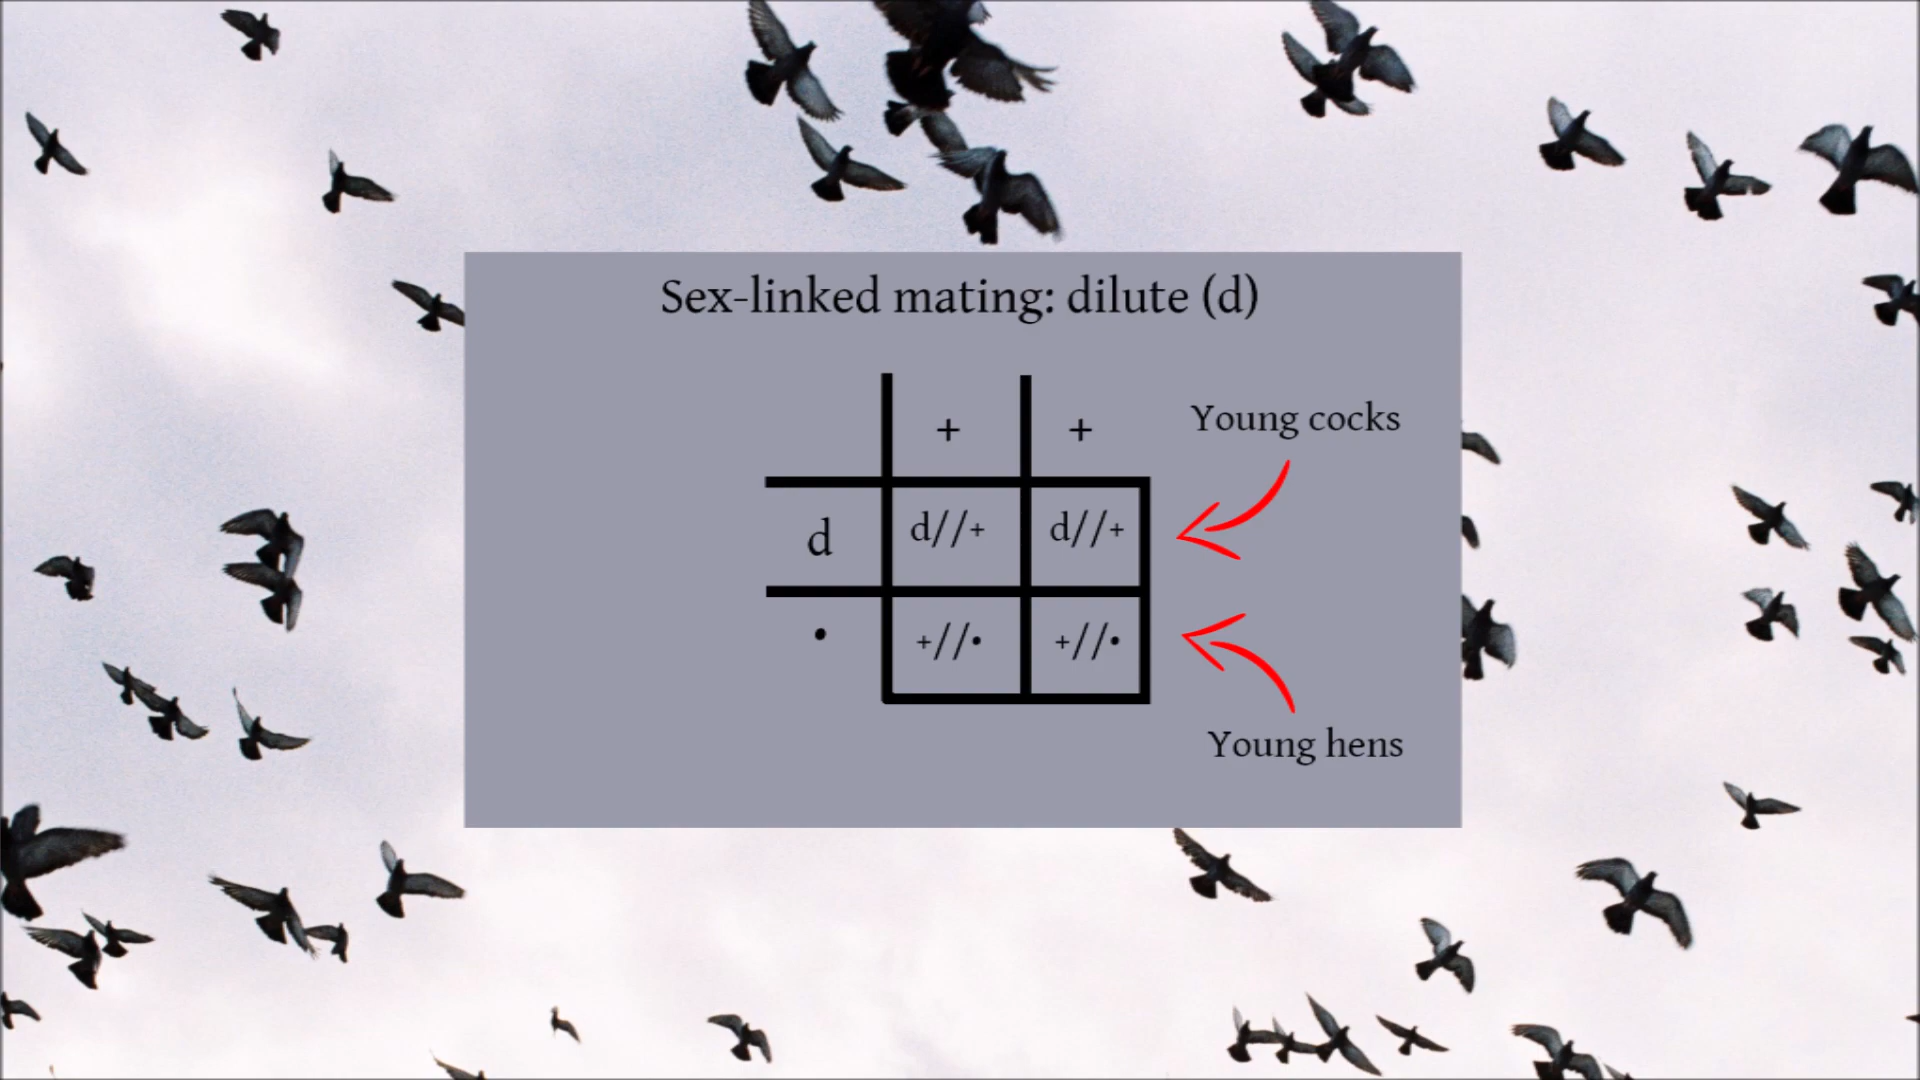 Sex-linked mating: dilute (d)
+ +
Young cocks
d d//+ d//+
• +//• +//•
Young hens